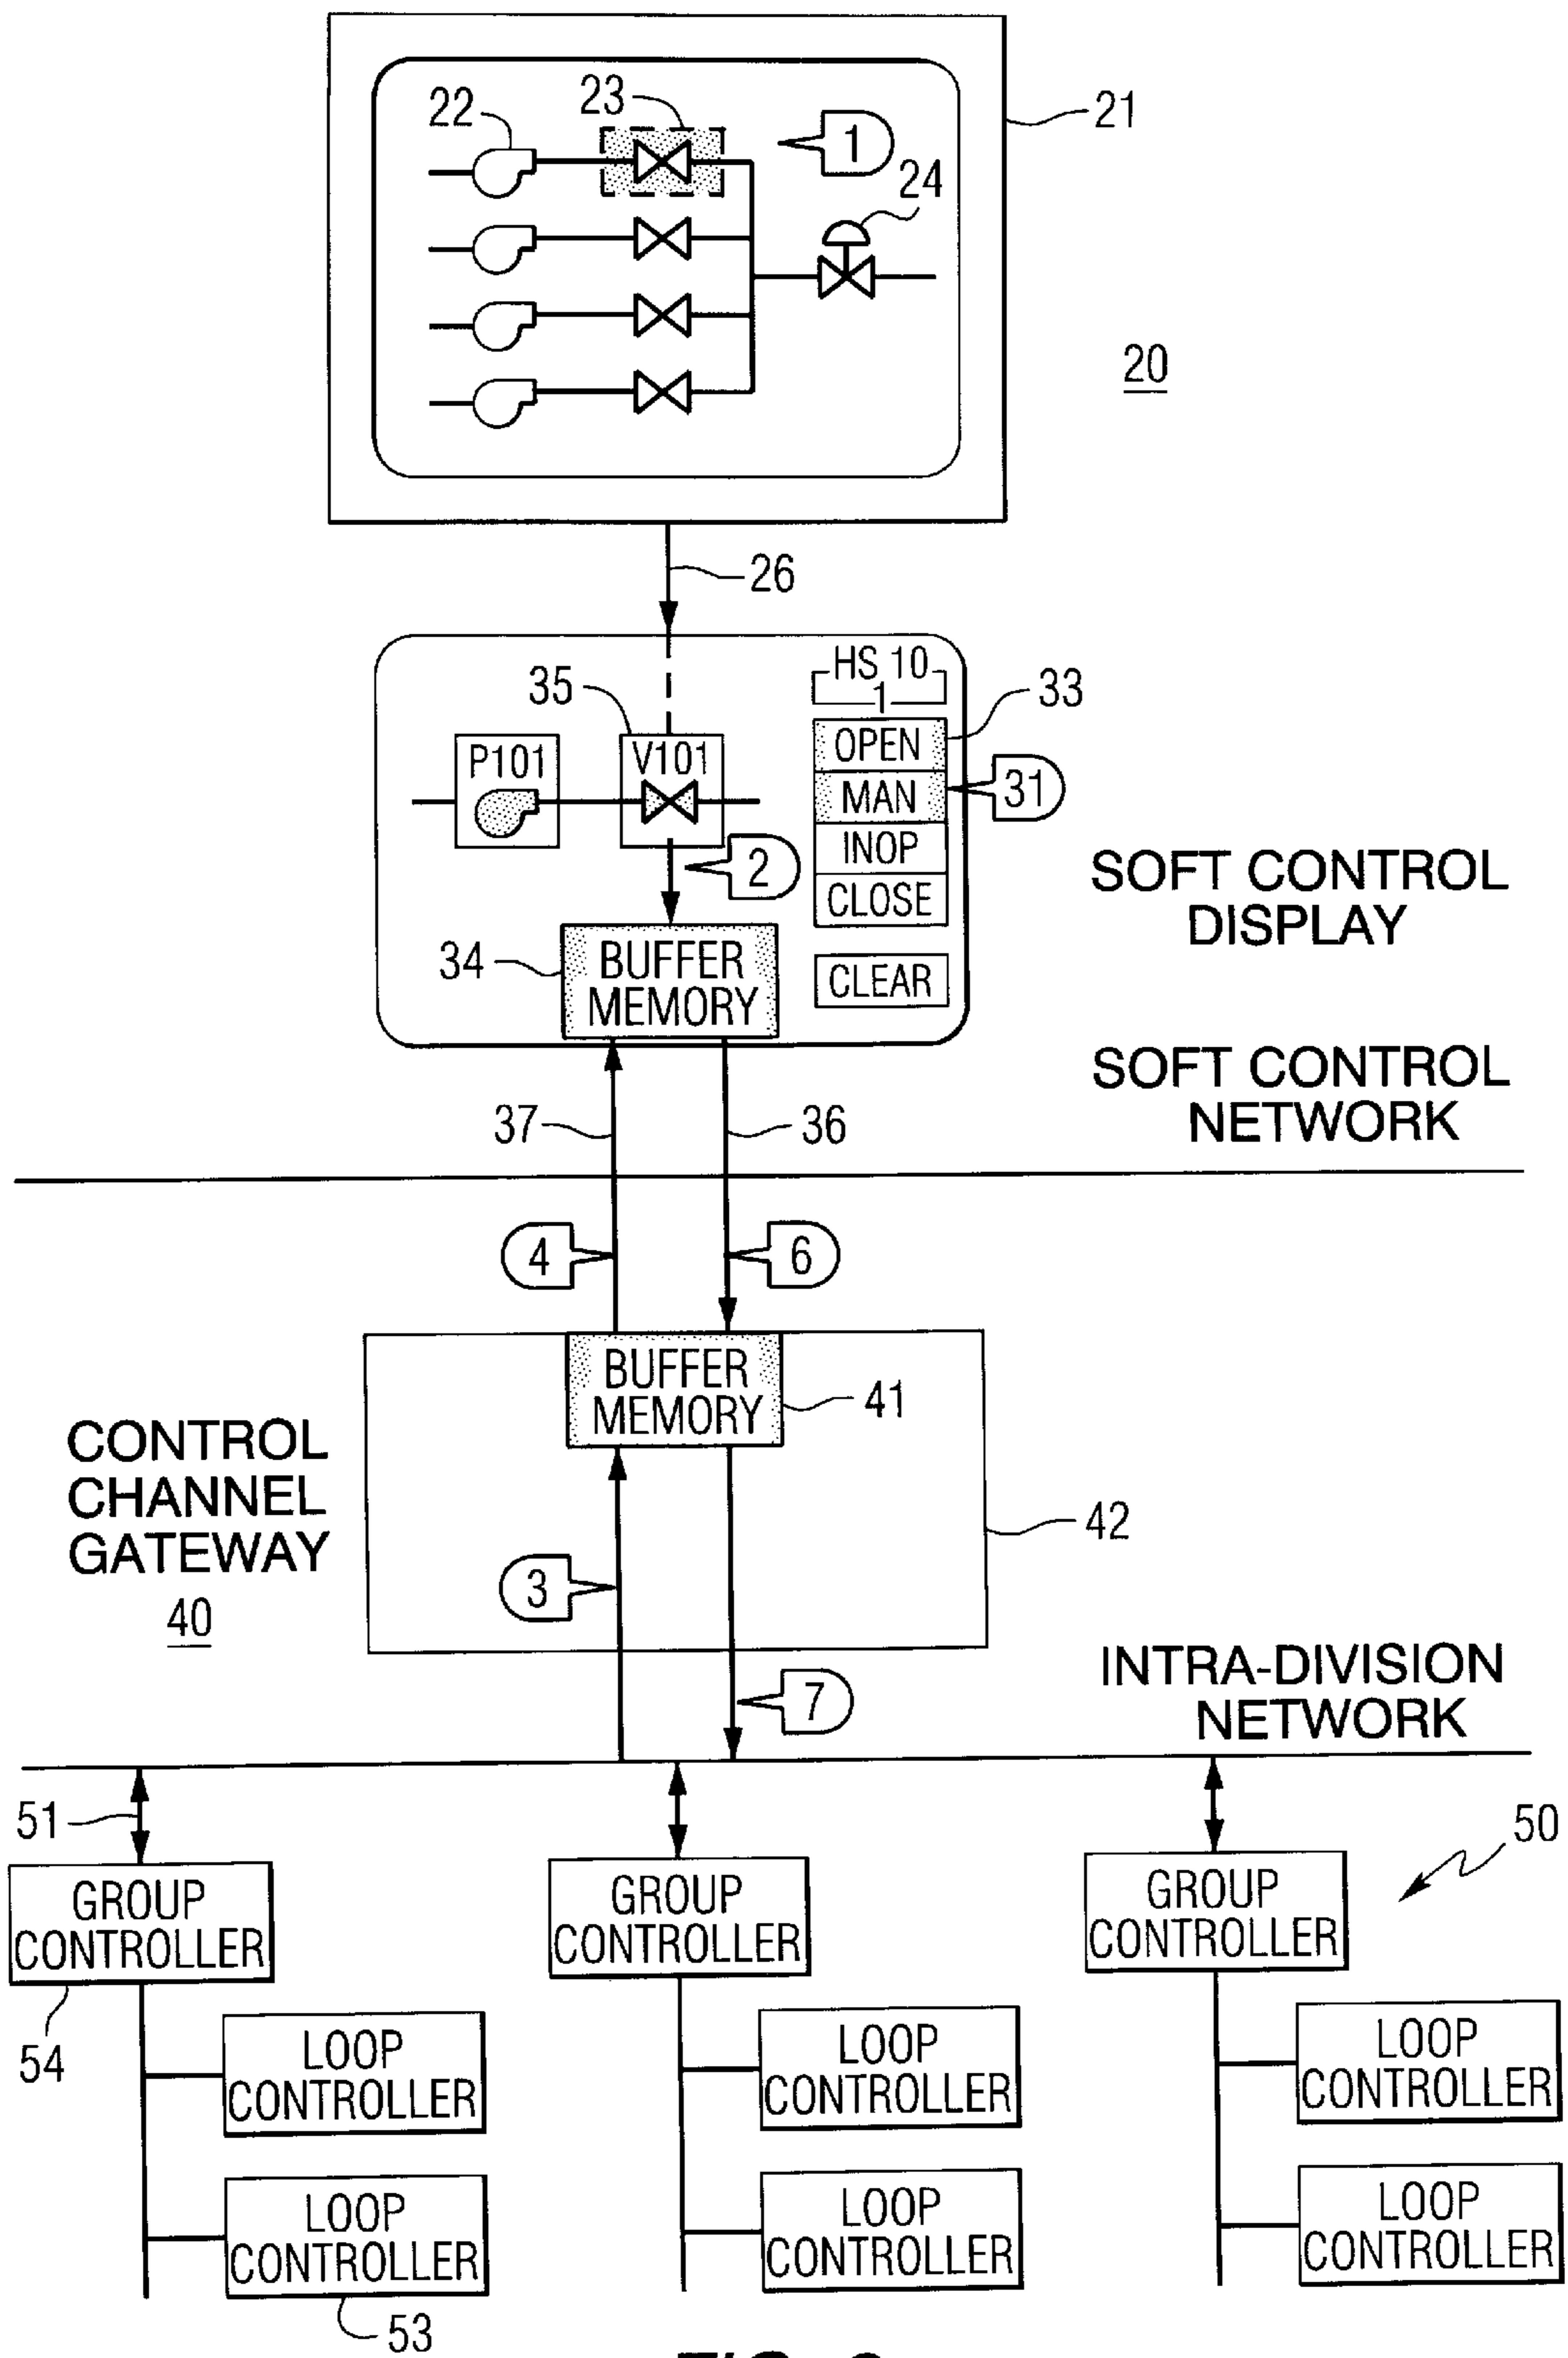 22
23
1
21
24
20
26
35
HS 10
1
33
P101
V101
OPEN
MAN
31
INOP
CLOSE
2
34
BUFFER
MEMORY
CLEAR
SOFT CONTROL
DISPLAY
SOFT CONTROL
NETWORK
37
36
4
6
BUFFER
MEMORY
41
CONTROL
CHANNEL
GATEWAY
40
42
3
7
INTRA-DIVISION
NETWORK
51
50
GROUP
CONTROLLER
GROUP
CONTROLLER
GROUP
CONTROLLER
54
LOOP
CONTROLLER
LOOP
CONTROLLER
LOOP
CONTROLLER
LOOP
CONTROLLER
LOOP
CONTROLLER
LOOP
CONTROLLER
53